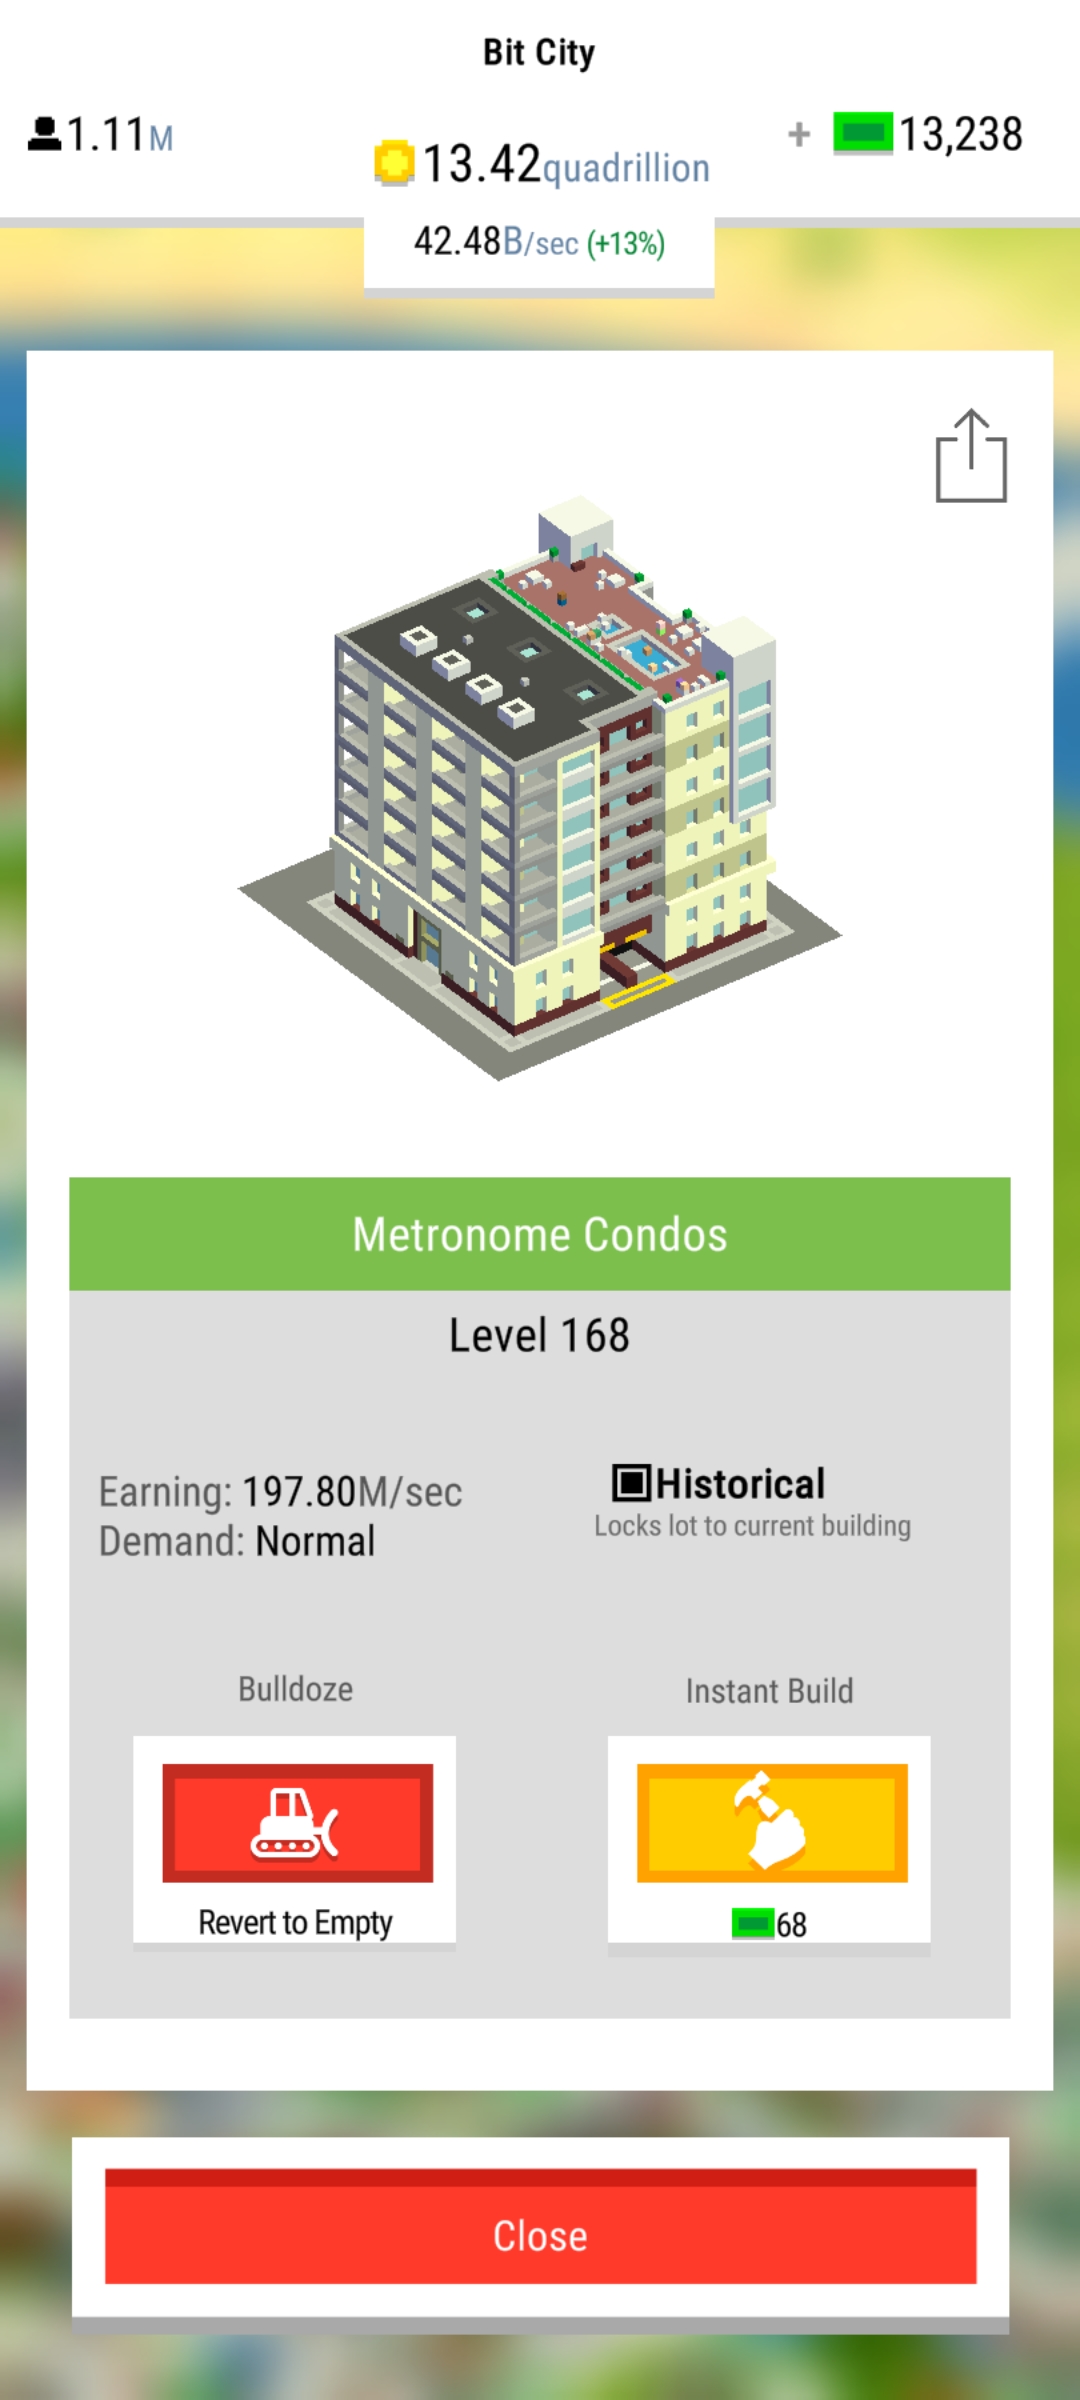 Bit City
1.11M
13.42quadrillion
+ 13,238
42.48B/sec (+13%)
Metronome Condos
Level 168
Earning: 197.80M/sec
Demand: Normal
Historical
Locks lot to current building
Bulldoze
Revert to Empty
Instant Build
68
Close